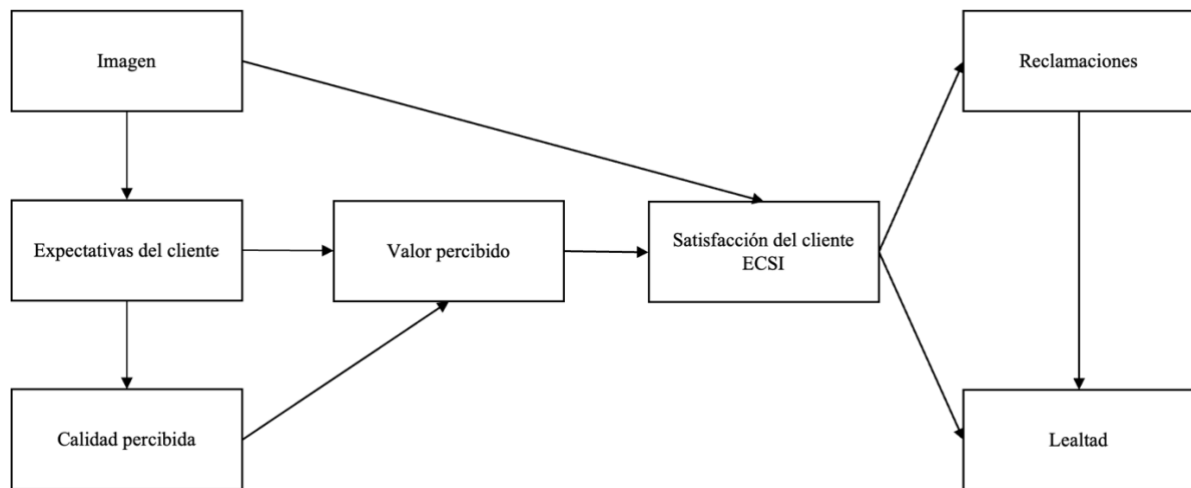 Imagen
Reclamaciones
Expectativas del cliente
Valor percibido
Satisfacción del cliente
ECSI
Calidad percibida
Lealtad